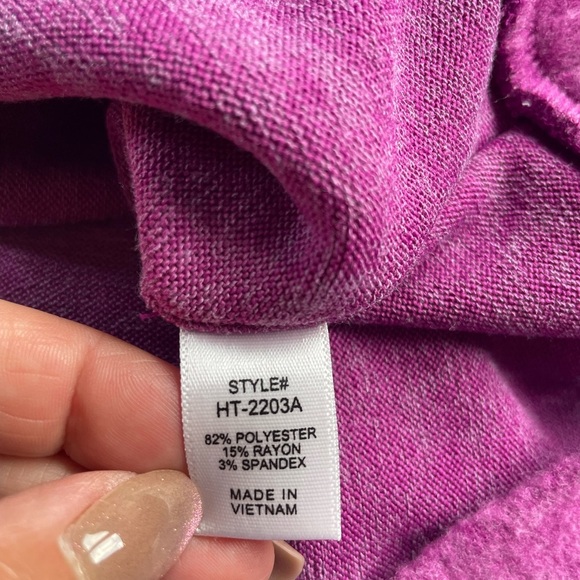 STYLE#
HT-2203A
82% POLYESTER
15% RAYON
3% SPANDEX
MADE IN
VIETNAM